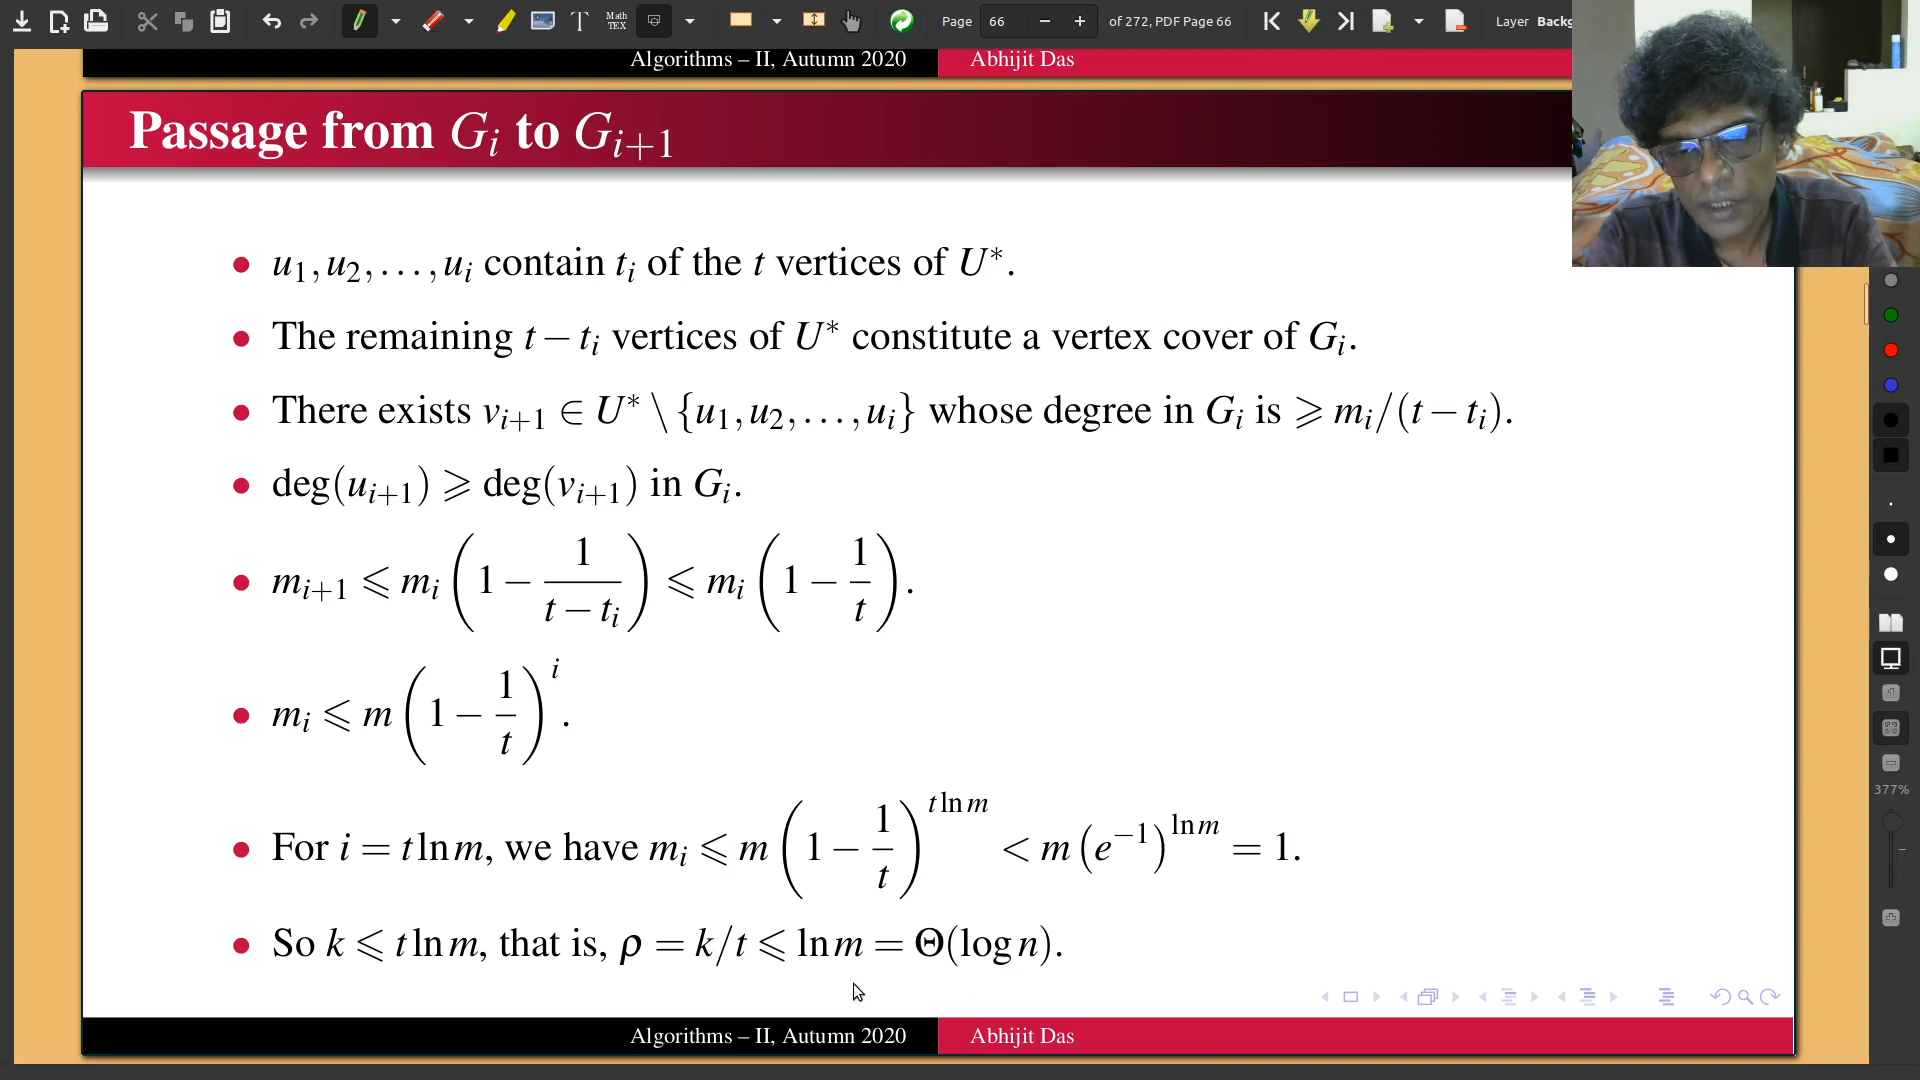 Math
TEX
T
Page 66 of 272, PDF Page 66
Layer Backg
Algorithms – II, Autumn 2020 Abhijit Das
Passage from G_i to G_{i+1}
• u_1, u_2, …, u_i contain t_i of the t vertices of U*.
• The remaining t − t_i vertices of U* constitute a vertex cover of G_i.
• There exists v_{i+1} ∈ U* \ {u_1, u_2, …, u_i} whose degree in G_i is ⩾ m_i/(t − t_i).
• deg(u_{i+1}) ⩾ deg(v_{i+1}) in G_i.
• m_{i+1} ⩽ m_i (1 − 1/(t − t_i)) ⩽ m_i (1 − 1/t).
• m_i ⩽ m (1 − 1/t)^i.
• For i = t ln m, we have m_i ⩽ m (1 − 1/t)^{t ln m} < m (e^{−1})^{ln m} = 1.
• So k ⩽ t ln m, that is, ρ = k/t ⩽ ln m = Θ(log n).
377%
Algorithms – II, Autumn 2020 Abhijit Das